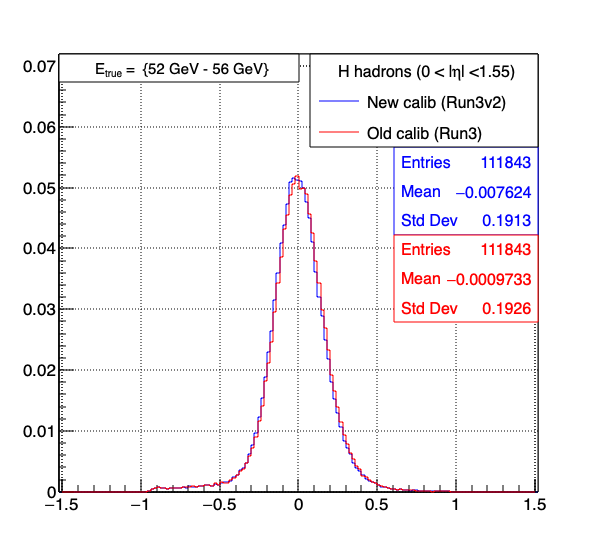 E_true = {52 GeV - 56 GeV}
H hadrons (0 < |η| <1.55)
New calib (Run3v2)
Old calib (Run3)
Entries 111843
Mean −0.007624
Std Dev 0.1913
Entries 111843
Mean −0.0009733
Std Dev 0.1926
0.07
0.06
0.05
0.04
0.03
0.02
0.01
0
−1.5 −1 −0.5 0 0.5 1 1.5